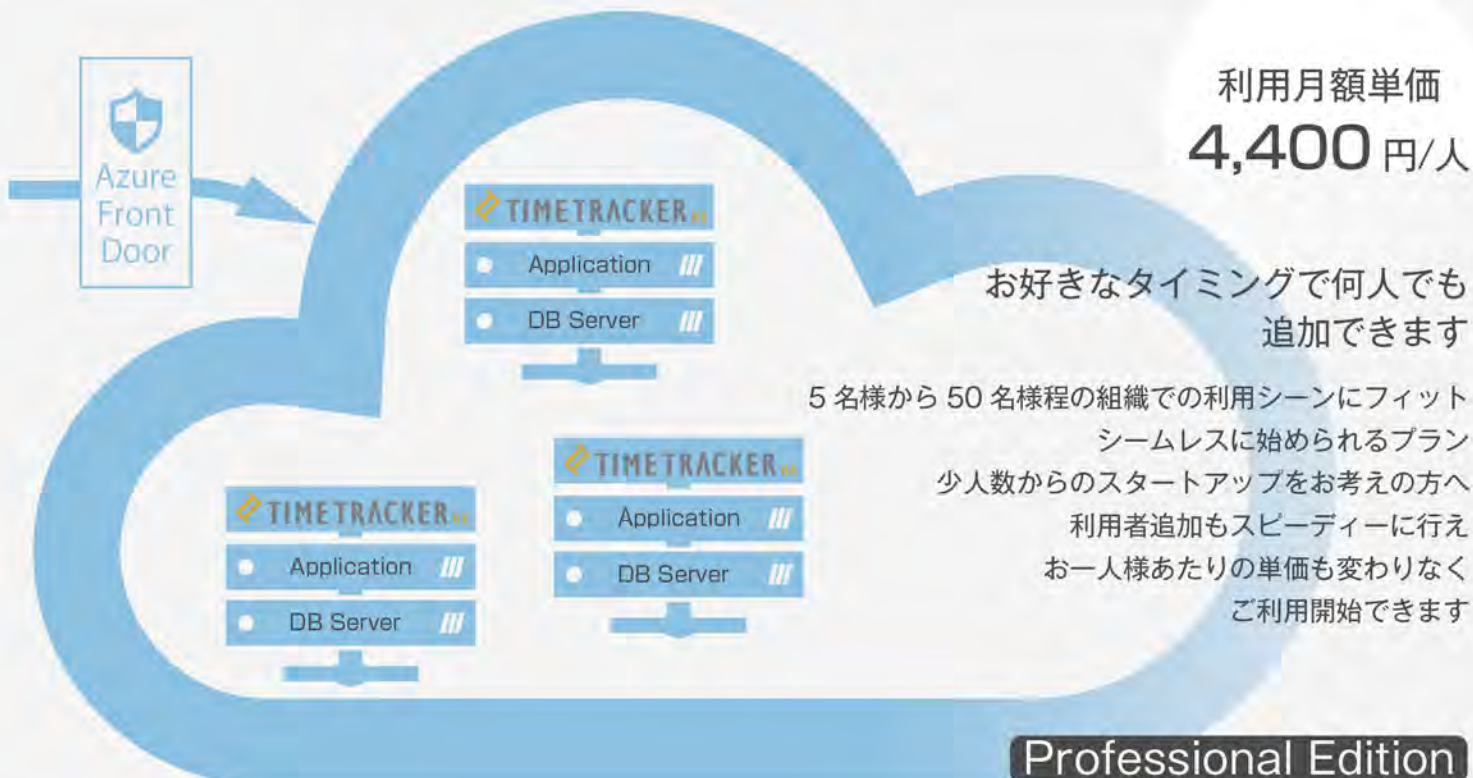 利用月額単価
4,400 円/人
Azure
Front
Door
TIMETRACKER
Application
DB Server
お好きなタイミングで何人でも
追加できます
5 名様から 50 名様程の組織での利用シーンにフィット
シームレスに始められるプラン
少人数からのスタートアップをお考えの方へ
利用者追加もスピーディーに行え
お一人様あたりの単価も変わりなく
ご利用開始できます
TIMETRACKER
Application
DB Server
TIMETRACKER
Application
DB Server
Professional Edition